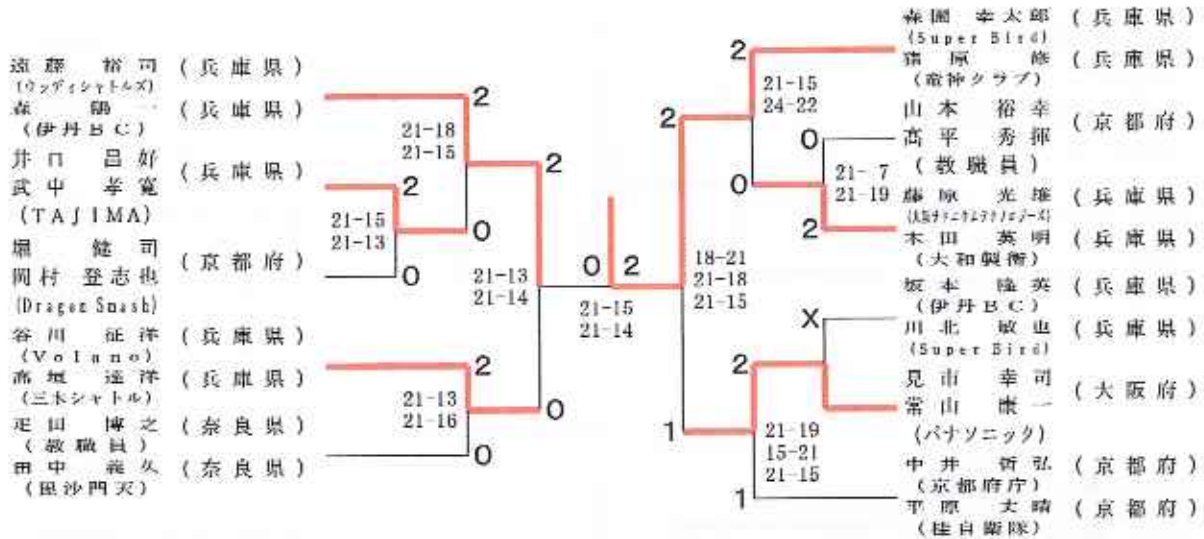 遠藤 裕司 (兵庫県)
(ウッディシャトルズ)
森 陽一 (兵庫県)
(伊丹BC)
井口 昌好
武中 孝寛 (兵庫県)
(TAJIMA)
堀 健司
岡村 登志也 (京都府)
(Dragon Smash)
谷川 征洋 (兵庫県)
(Volano)
高垣 達洋 (兵庫県)
(三木シャトル)
疋田 博之 (奈良県)
(教職員)
田中 義久 (奈良県)
(毘沙門天)
2
21-18
21-15
2
21-15
21-13
0
0
2
21-13
21-14
2
21-13
21-16
0
0
0 2
21-15
21-14
2
18-21
21-18
21-15
1
2
21-15
24-22
0
0
21- 7
21-19
2
X
2
21-19
15-21
21-15
1
森園 幸太郎 (兵庫県)
(Super Bird)
原 修 (兵庫県)
(竜神クラブ)
山本 裕幸
高平 秀揮 (京都府)
(教職員)
藤原 光雄 (兵庫県)
木田 英明 (兵庫県)
(大和製衡)
坂本 隆英 (兵庫県)
(伊丹BC)
川北 敏也 (兵庫県)
(Super Bird)
見市 幸司
常山 康一 (大阪府)
(パナソニック)
中井 哲弘 (京都府)
(京都府庁)
平原 大晴 (京都府)
(桂自衛隊)